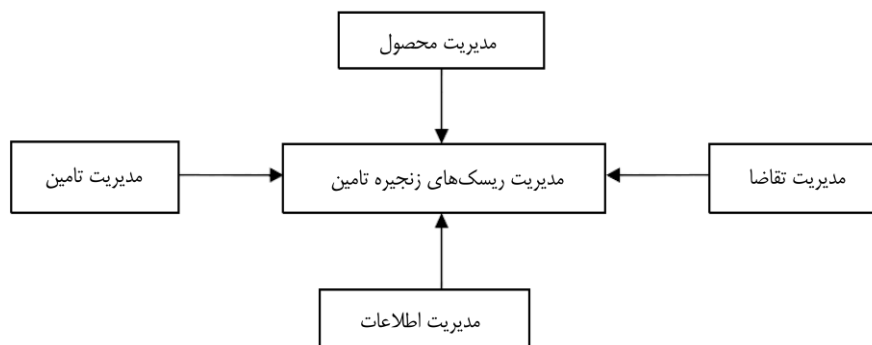 مدیریت محصول
مدیریت تقاضا
مدیریت ریسک‌های زنجیره تامین
مدیریت تامین
مدیریت اطلاعات